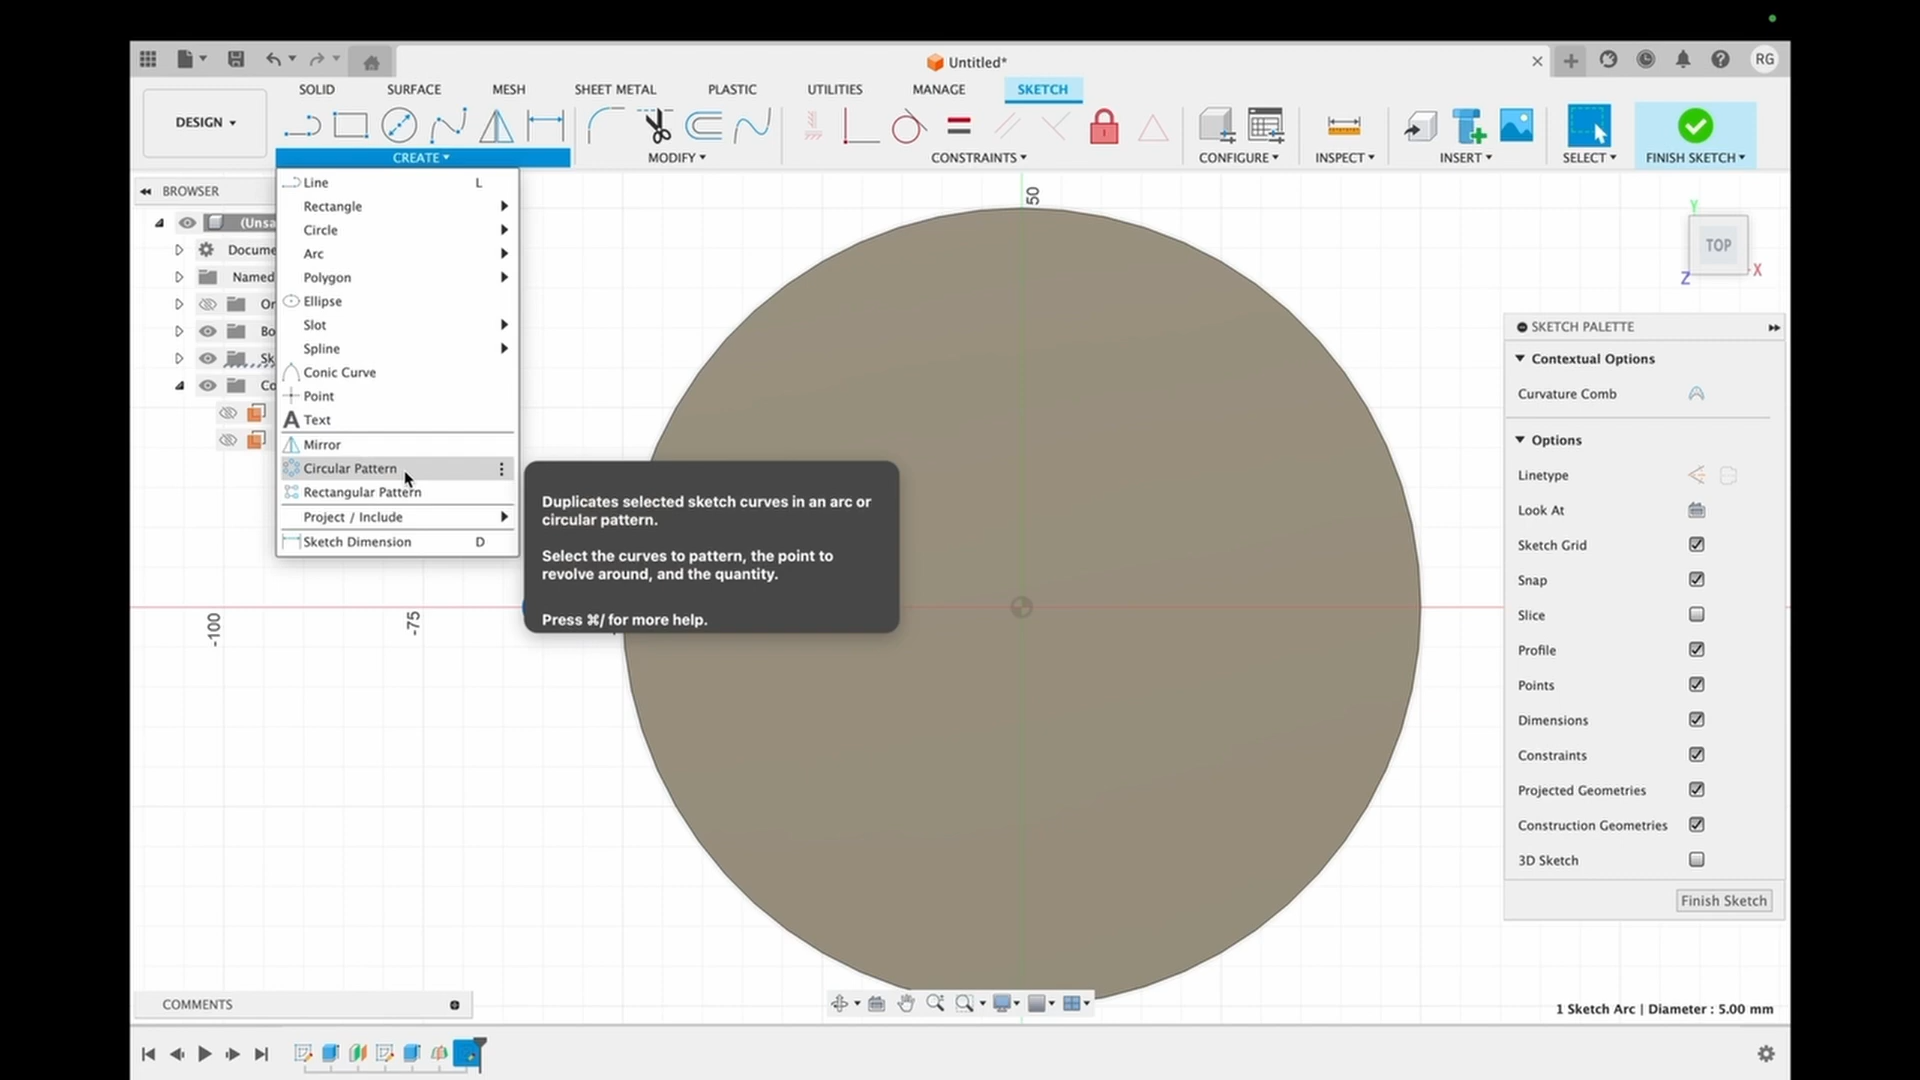 Untitled*
RG
SOLID
SURFACE
MESH
SHEET METAL
PLASTIC
UTILITIES
MANAGE
SKETCH
DESIGN
CREATE
MODIFY
CONSTRAINTS
CONFIGURE
INSPECT
INSERT
SELECT
FINISH SKETCH
BROWSER
(Unsa
Docume
Named
Or
Bo
Sk
Co
Line L
Rectangle
Circle
Arc
Polygon
Ellipse
Slot
Spline
Conic Curve
Point
Text
Mirror
Circular Pattern
Rectangular Pattern
Project / Include
Sketch Dimension D
Duplicates selected sketch curves in an arc or
circular pattern.
Select the curves to pattern, the point to
revolve around, and the quantity.
Press ⌘/ for more help.
50
-100
-75
Y
TOP
X
Z
SKETCH PALETTE
Contextual Options
Curvature Comb
Options
Linetype
Look At
Sketch Grid
Snap
Slice
Profile
Points
Dimensions
Constraints
Projected Geometries
Construction Geometries
3D Sketch
Finish Sketch
COMMENTS
1 Sketch Arc | Diameter : 5.00 mm